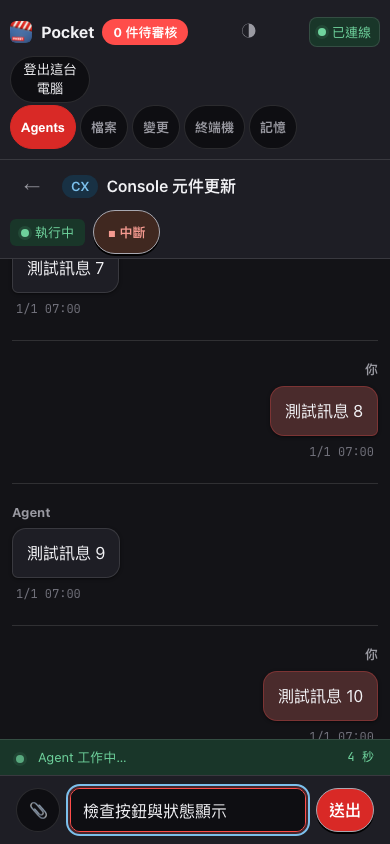 Pocket
0 件待審核
已連線
登出這台
電腦
Agents
檔案
變更
終端機
記憶
←
CX
Console 元件更新
執行中
中斷
測試訊息 7
1/1 07:00
你
測試訊息 8
1/1 07:00
Agent
測試訊息 9
1/1 07:00
你
測試訊息 10
1/1 07:00
Agent 工作中…
4 秒
檢查按鈕與狀態顯示
送出